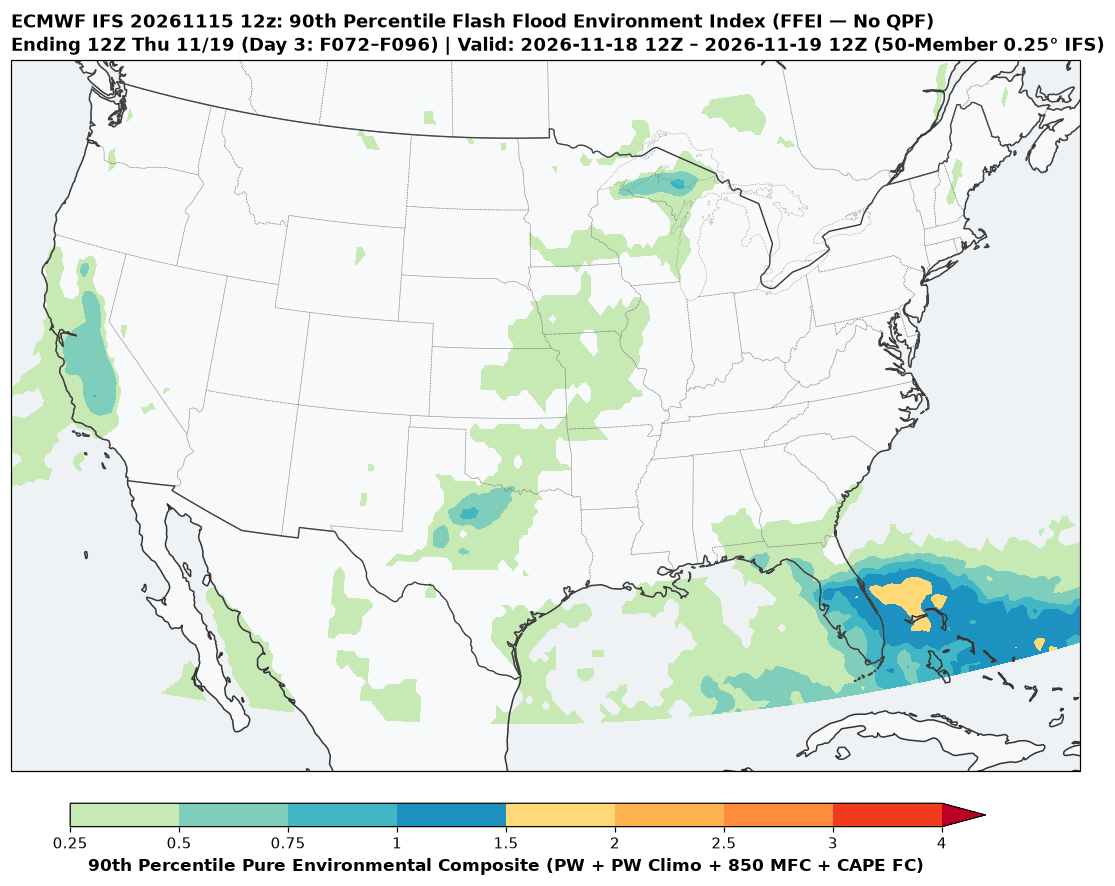 ECMWF IFS 20261115 12z: 90th Percentile Flash Flood Environment Index (FFEI — No QPF)
Ending 12Z Thu 11/19 (Day 3: F072–F096) | Valid: 2026-11-18 12Z – 2026-11-19 12Z (50-Member 0.25° IFS)
0.25 0.5 0.75 1 1.5 2 2.5 3 4
90th Percentile Pure Environmental Composite (PW + PW Climo + 850 MFC + CAPE FC)